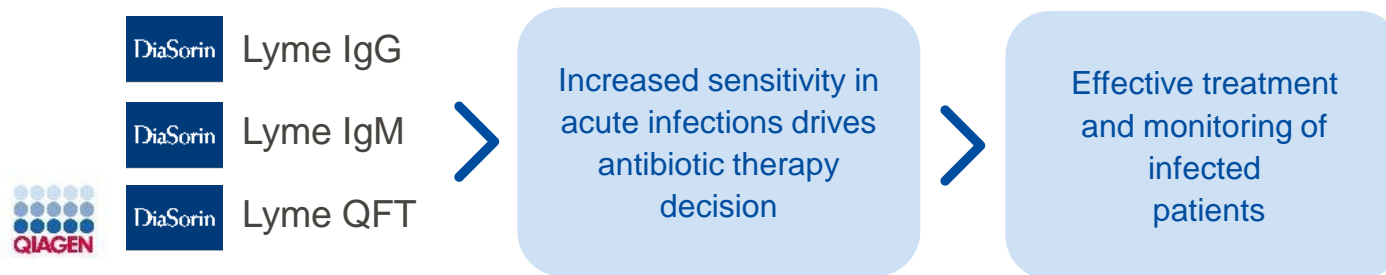 DiaSorin Lyme IgG
DiaSorin Lyme IgM
QIAGEN DiaSorin Lyme QFT
Increased sensitivity in
acute infections drives
antibiotic therapy
decision
Effective treatment
and monitoring of
infected
patients